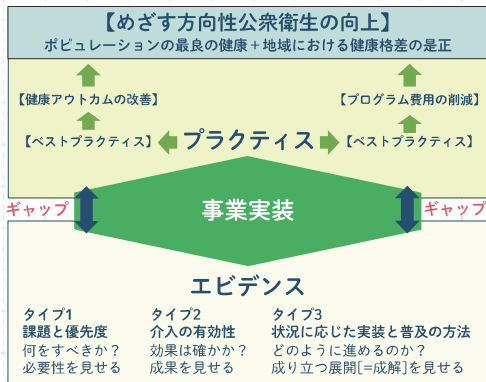 【めざす方向性公衆衛生の向上】
ポピュレーションの最良の健康＋地域における健康格差の是正
【健康アウトカムの改善】
【プログラム費用の削減】
【ベストプラクティス】
プラクティス
【ベストプラクティス】
ギャップ
事業実装
ギャップ
エビデンス
タイプ1
課題と優先度
何をすべきか？
必要性を見せる
タイプ2
介入の有効性
効果は確かか？
成果を見せる
タイプ3
状況に応じた実装と普及の方法
どのように進めるのか？
成り立つ展開[=成解]を見せる